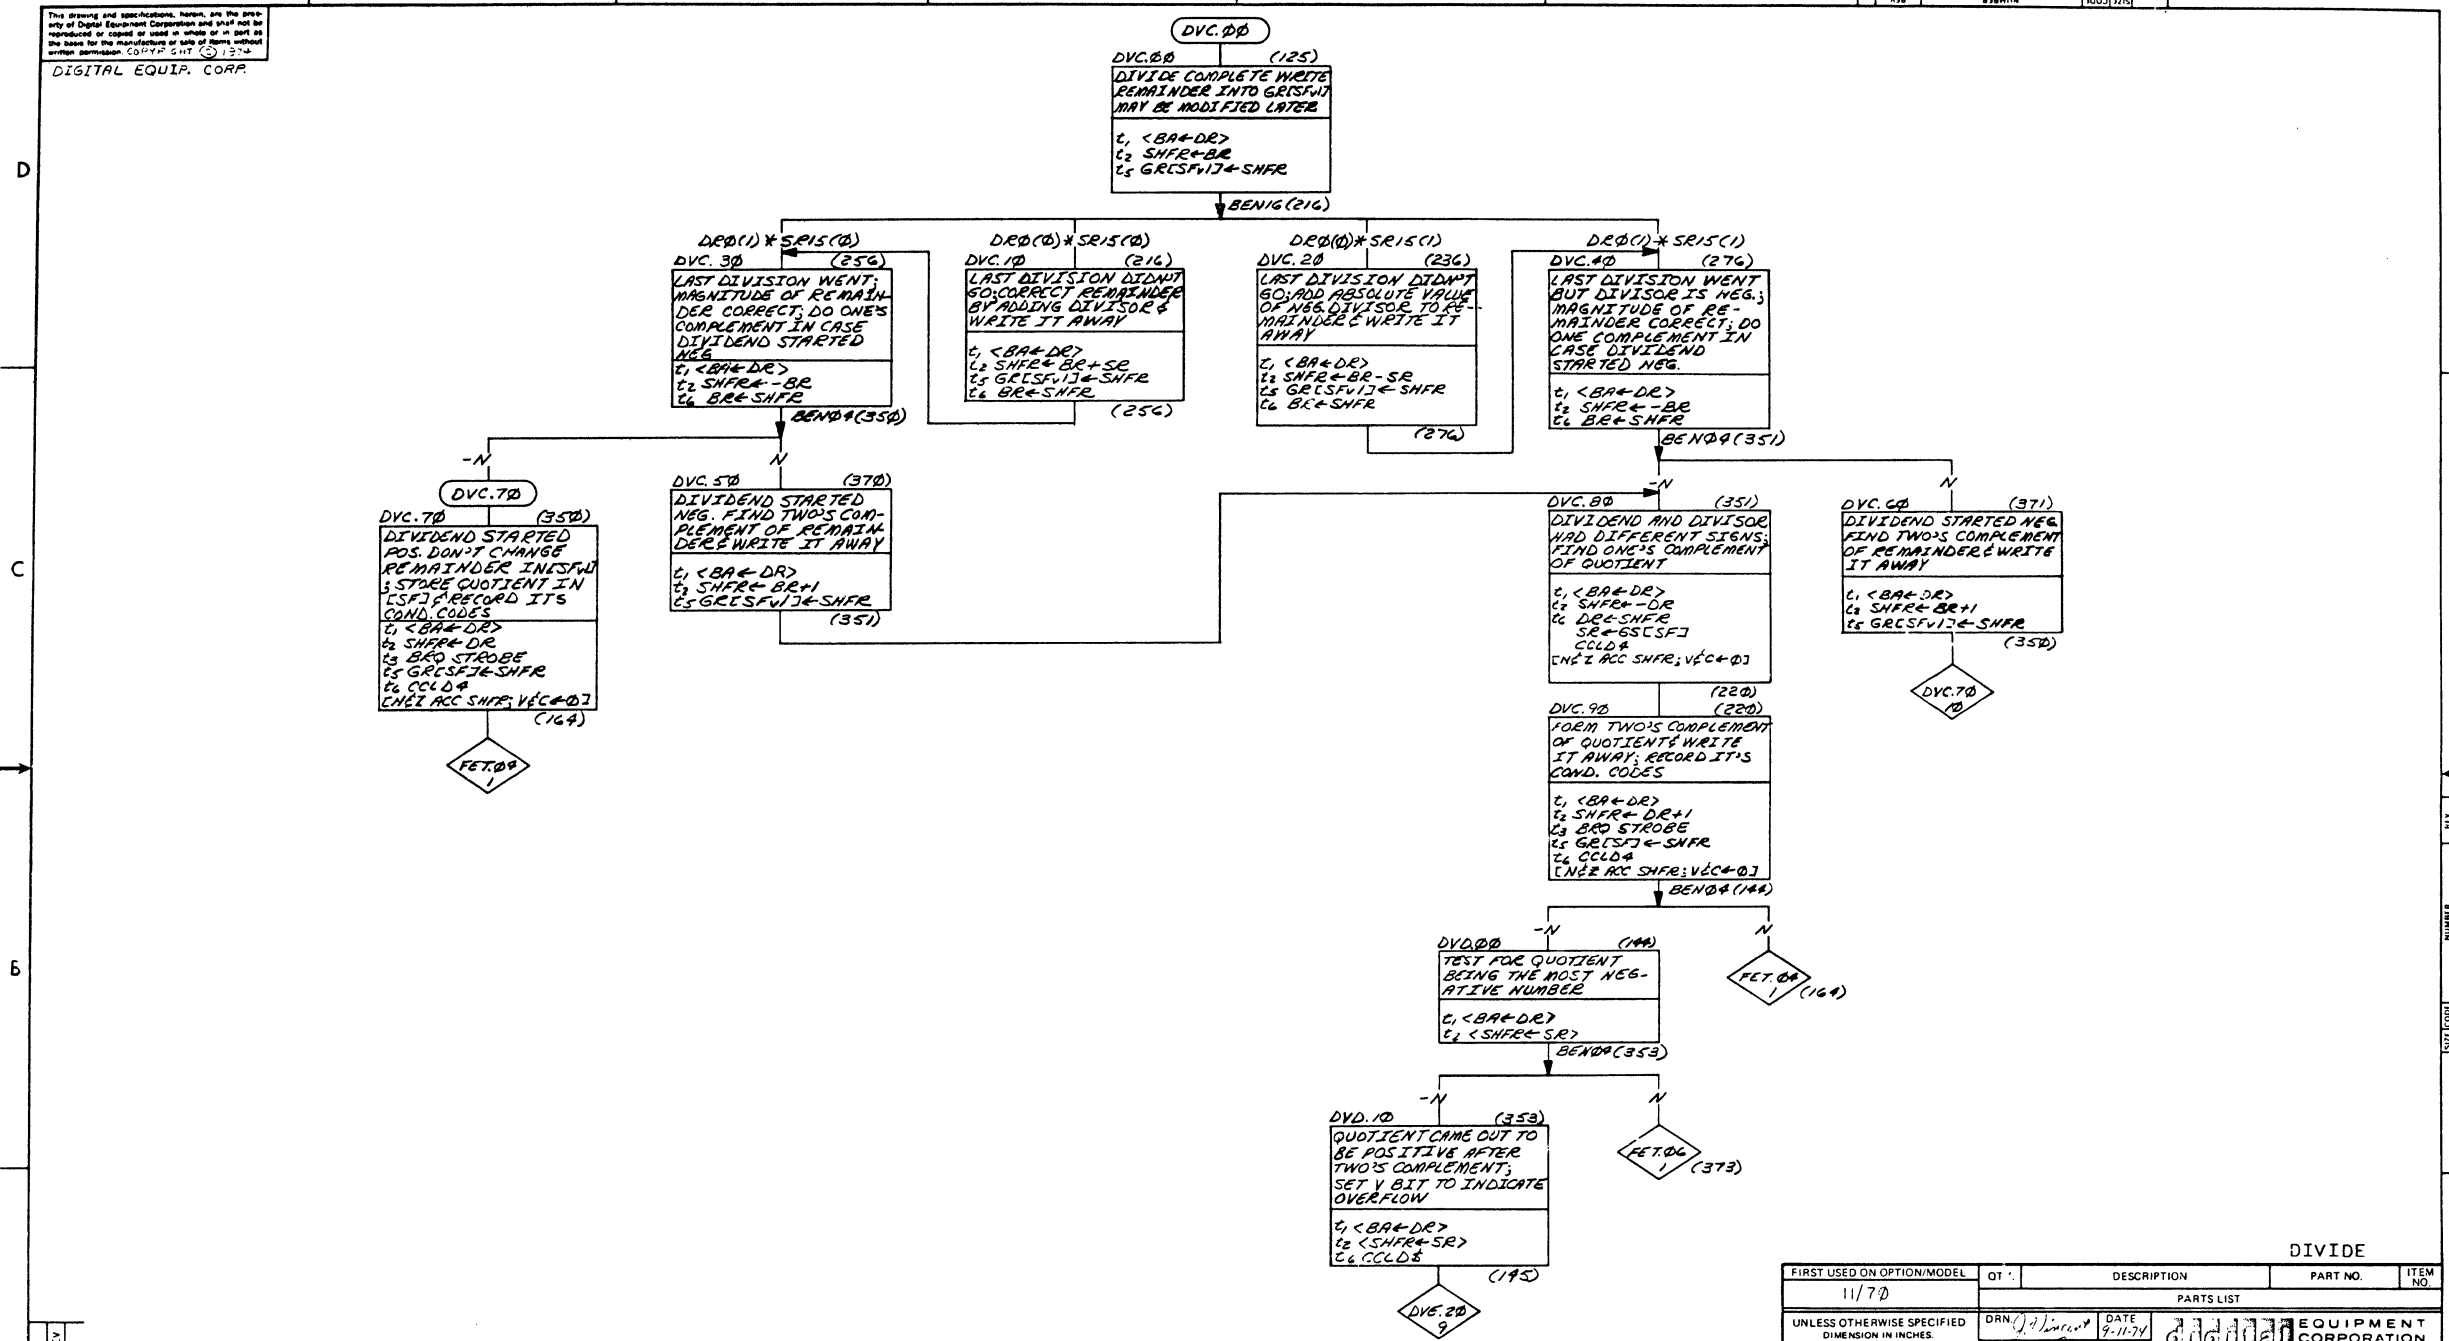 This drawing and specifications, herein, are the prop-
erty of Digital Equipment Corporation and shall not be
reproduced or copied or used in whole or in part as
the basis for the manufacture or sale of items without
written permission. COPYRIGHT © 1974
DIGITAL EQUIP. CORP.
DVC.ØØ
DVC.ØØ (125)
DIVIDE COMPLETE WRITE
REMAINDER INTO GR[SFv1]
MAY BE MODIFIED LATER
t1 <BA←DR>
t2 SHFR←BR
t5 GR[SFv1]←SHFR
BEN16(216)
D
DRØ(1)*SR15(Ø)
DVC.3Ø (256)
LAST DIVISION WENT;
MAGNITUDE OF REMAIN-
DER CORRECT; DO ONE'S
COMPLEMENT IN CASE
DIVIDEND STARTED
NEG
t1 <BA←DR>
t2 SHFR←-BR
t6 BR←SHFR
BENØ4(35Ø)
DRØ(Ø)*SR15(Ø)
DVC.1Ø (216)
LAST DIVISION DIDN'T
GO; CORRECT REMAINDER
BY ADDING DIVISOR &
WRITE IT AWAY
t1 <BA←DR>
t2 SHFR←BR+SR
t5 GR[SFv1]←SHFR
t6 BR←SHFR
(256)
DRØ(Ø)*SR15(1)
DVC.2Ø (236)
LAST DIVISION DIDN'T
GO; ADD ABSOLUTE VALUE
OF NEG. DIVISOR TO RE-
MAINDER & WRITE IT
AWAY
t1 <BA←DR>
t2 SHFR←BR-SR
t5 GR[SFv1]←SHFR
t6 BR←SHFR
(276)
DRØ(1)*SR15(1)
DVC.4Ø (276)
LAST DIVISION WENT
BUT DIVISOR IS NEG.;
MAGNITUDE OF RE-
MAINDER CORRECT; DO
ONE COMPLEMENT IN
CASE DIVIDEND
STARTED NEG.
t1 <BA←DR>
t2 SHFR←-BR
t6 BR←SHFR
BENØ4(351)
-N
N
-N
N
C
DVC.7Ø
DVC.7Ø (35Ø)
DIVIDEND STARTED
POS. DON'T CHANGE
REMAINDER IN[SFv1]
; STORE QUOTIENT IN
[SF] & RECORD ITS
COND. CODES
t1 <BA←DR>
t2 SHFR←DR
t3 BRQ STROBE
t5 GR[SF]←SHFR
t6 CCLD4
[N&Z ACC SHFR; V&C←Ø]
(164)
FET.Ø4
1
DVC.5Ø (37Ø)
DIVIDEND STARTED
NEG. FIND TWO'S COM-
PLEMENT OF REMAIN-
DER & WRITE IT AWAY
t1 <BA←DR>
t2 SHFR←BR+1
t5 GR[SFv1]←SHFR
(351)
DVC.8Ø (351)
DIVIDEND AND DIVISOR
HAD DIFFERENT SIGNS;
FIND ONE'S COMPLEMENT
OF QUOTIENT
t1 <BA←DR>
t2 SHFR←-DR
t6 DR←SHFR
SR←GS[SF]
CCLD4
[N&Z ACC SHFR; V&C←Ø]
(22Ø)
DVC.6Ø (371)
DIVIDEND STARTED NEG
FIND TWO'S COMPLEMENT
OF REMAINDER & WRITE
IT AWAY
t1 <BA←DR>
t2 SHFR←BR+1
t5 GR[SFv1]←SHFR
(35Ø)
DVC.7Ø
1Ø
DVC.9Ø (22Ø)
FORM TWO'S COMPLEMENT
OF QUOTIENT & WRITE
IT AWAY; RECORD IT'S
COND. CODES
t1 <BA←DR>
t2 SHFR←DR+1
t3 BRQ STROBE
t5 GR[SF]←SHFR
t6 CCLD4
[N&Z ACC SHFR; V&C←Ø]
BENØ4(144)
-N
N
B
DVD.ØØ (144)
TEST FOR QUOTIENT
BEING THE MOST NEG-
ATIVE NUMBER
t1 <BA←DR>
t2 <SHFR←SR>
BENØ4(353)
FET.Ø4
1 (164)
-N
N
DVD.1Ø (353)
QUOTIENT CAME OUT TO
BE POSITIVE AFTER
TWO'S COMPLEMENT;
SET V BIT TO INDICATE
OVERFLOW
t1 <BA←DR>
t2 <SHFR←SR>
t6 CCLD5
(145)
DVE.2Ø
9
FET.Ø6
1 (373)
DIVIDE
FIRST USED ON OPTION/MODEL
11/7Ø
QTY. DESCRIPTION PART NO. ITEM NO.
PARTS LIST
UNLESS OTHERWISE SPECIFIED
DIMENSION IN INCHES.
DRN. J. Vincent DATE 9-11-74
digital EQUIPMENT
CORPORATION
NUMBER
SIZE CODE